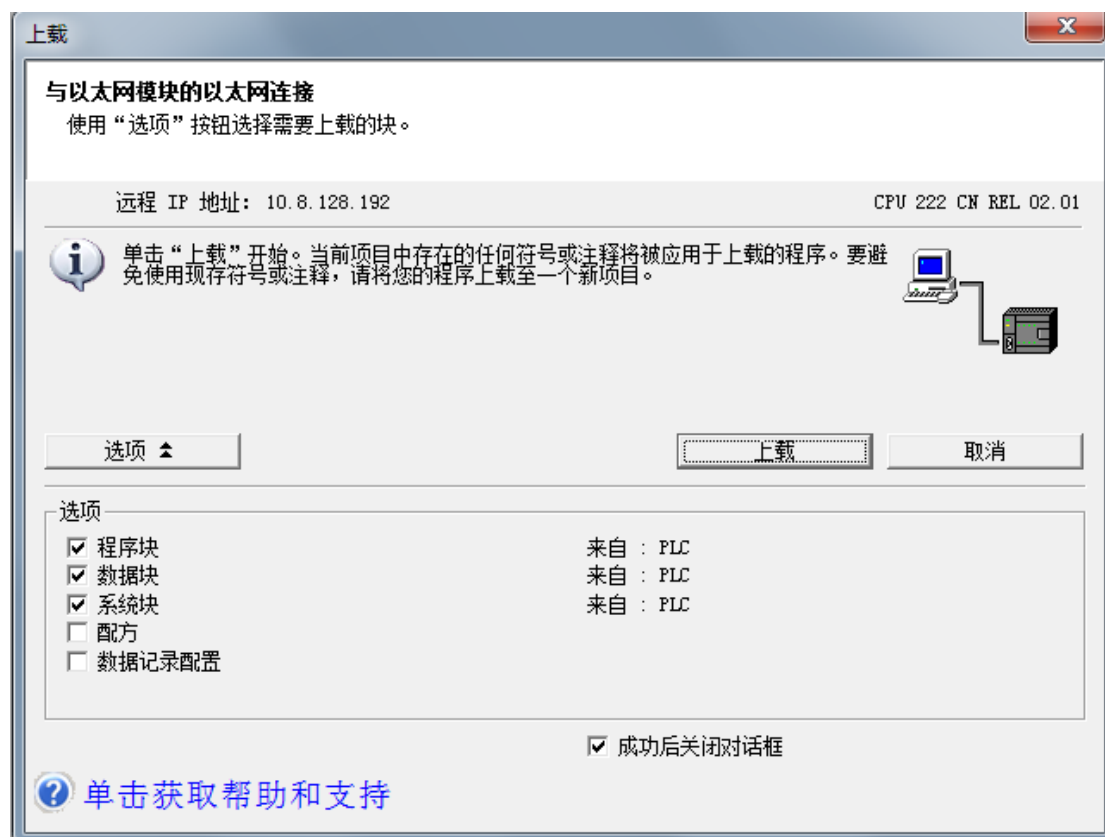 上载
与以太网模块的以太网连接
使用“选项”按钮选择需要上载的块。
远程 IP 地址: 10.8.128.192
CPU 222 CN REL 02.01
单击“上载”开始。当前项目中存在的任何符号或注释将被应用于上载的程序。要避
免使用现存符号或注释，请将您的程序上载至一个新项目。
选项
上载
取消
选项
程序块
来自 : PLC
数据块
来自 : PLC
系统块
来自 : PLC
配方
数据记录配置
成功后关闭对话框
单击获取帮助和支持